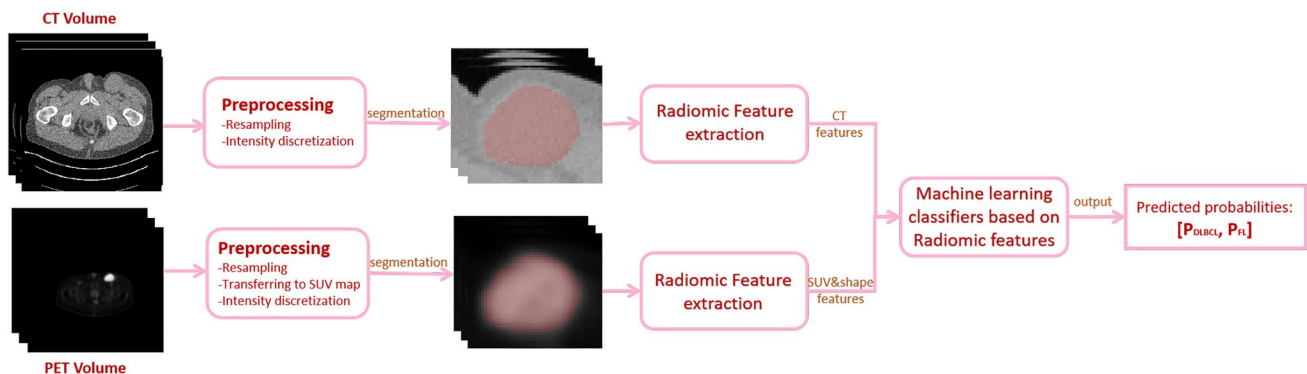 CT Volume
Preprocessing
-Resampling
-Intensity discretization
segmentation
Radiomic Feature
extraction
CT
features
PET Volume
Preprocessing
-Resampling
-Transferring to SUV map
-Intensity discretization
segmentation
Radiomic Feature
extraction
SUV&shape
features
Machine learning
classifiers based on
Radiomic features
output
Predicted probabilities:
[PDLBCL, PFL]